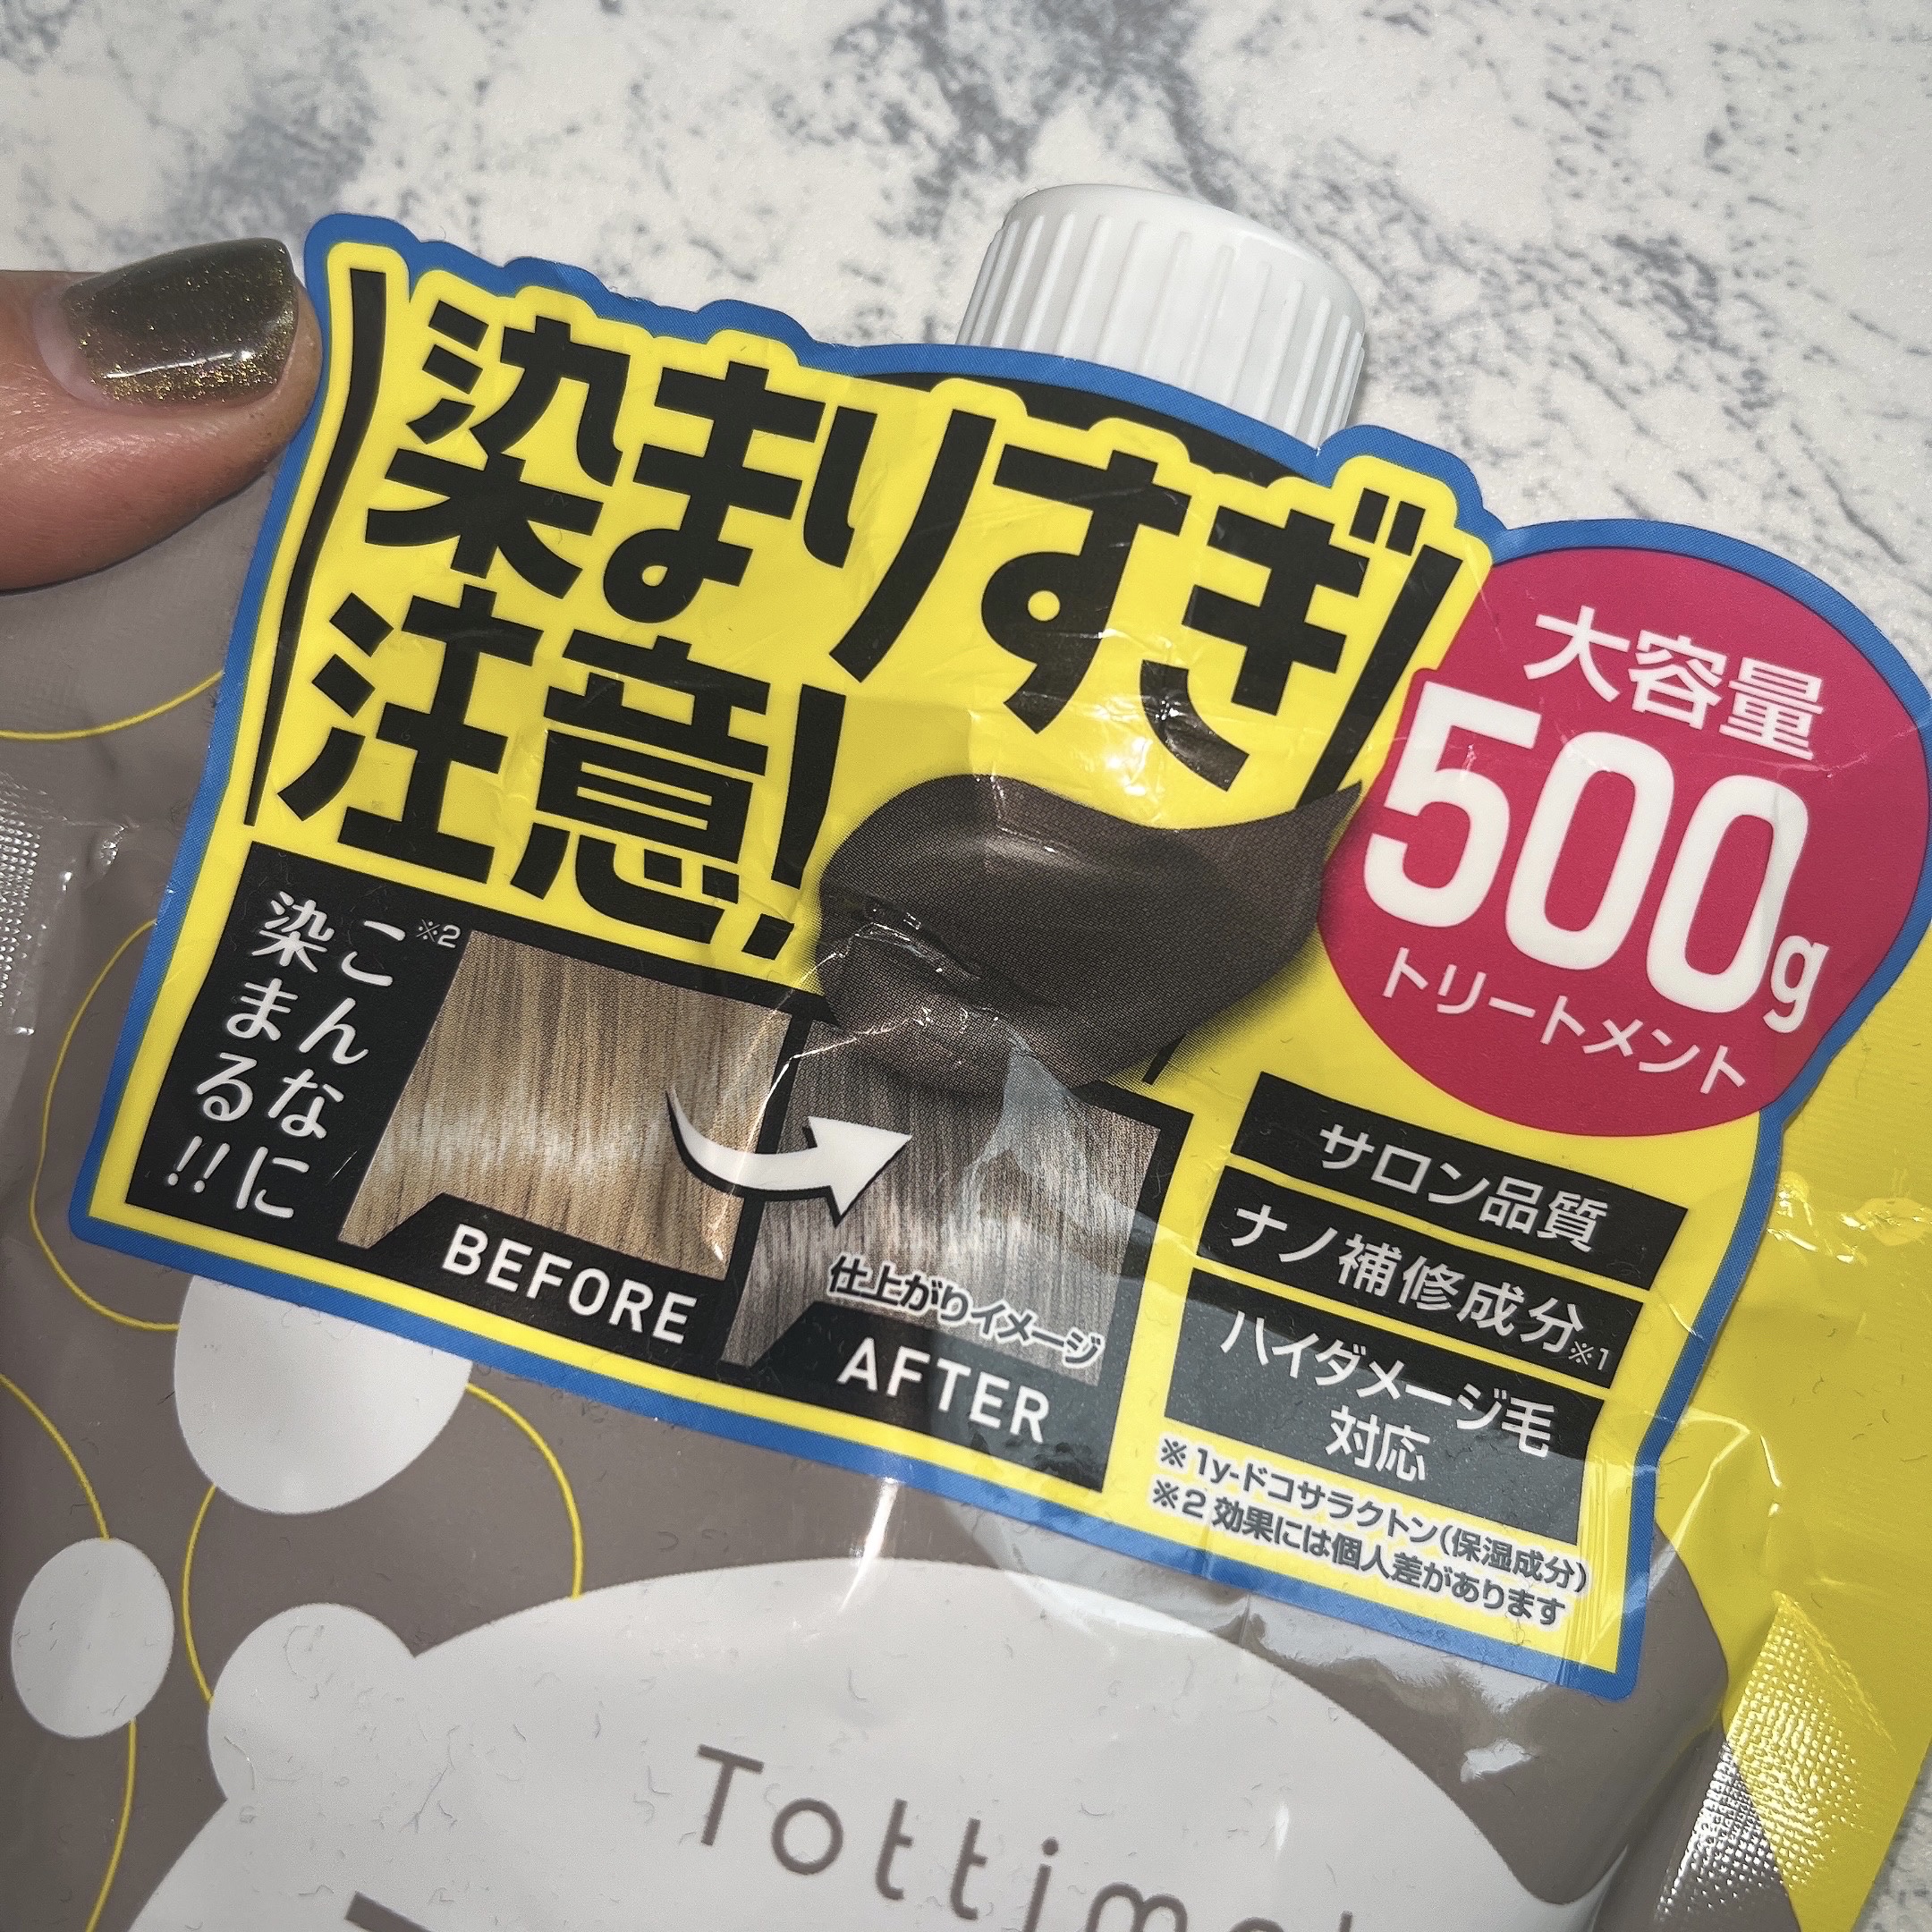 染まりすぎ
注意!
大容量
500g
トリートメント
※2
こんなに
染まる!!
BEFORE
仕上がりイメージ
AFTER
サロン品質
ナノ補修成分※1
ハイダメージ毛
対応
※1γ-ドコサラクトン(保湿成分)
※2 効果には個人差があります